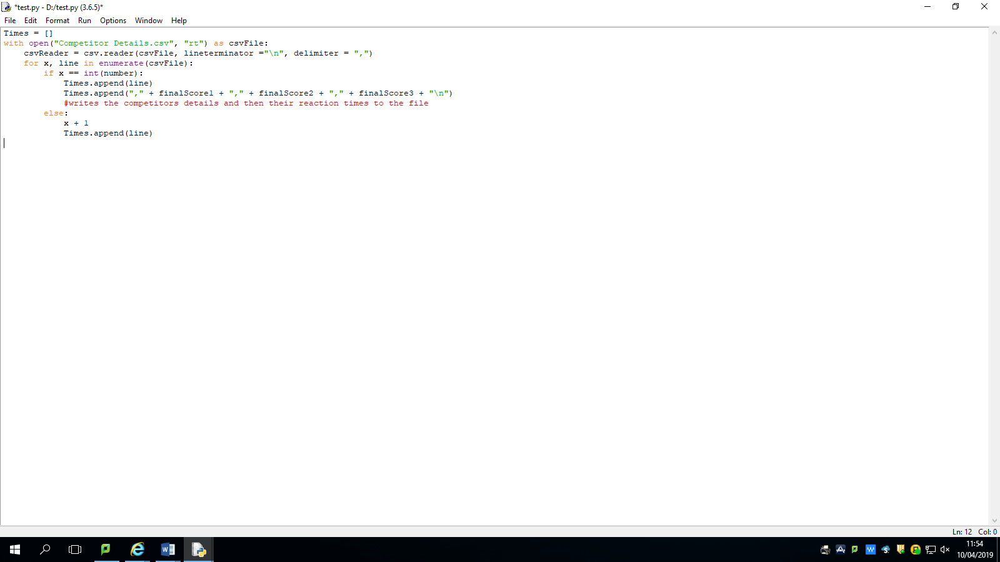 *test.py - D:/test.py (3.6.5)*
File Edit Format Run Options Window Help
Times = []
with open("Competitor Details.csv", "rt") as csvFile:
    csvReader = csv.reader(csvFile, lineterminator ="\n", delimiter = ",")
    for x, line in enumerate(csvFile):
        if x == int(number):
            Times.append(line)
            Times.append("," + finalScore1 + "," + finalScore2 + "," + finalScore3 + "\n")
            #writes the competitors details and then their reaction times to the file
        else:
            x + 1
            Times.append(line)
Ln: 12 Col: 0
11:54
10/04/2019